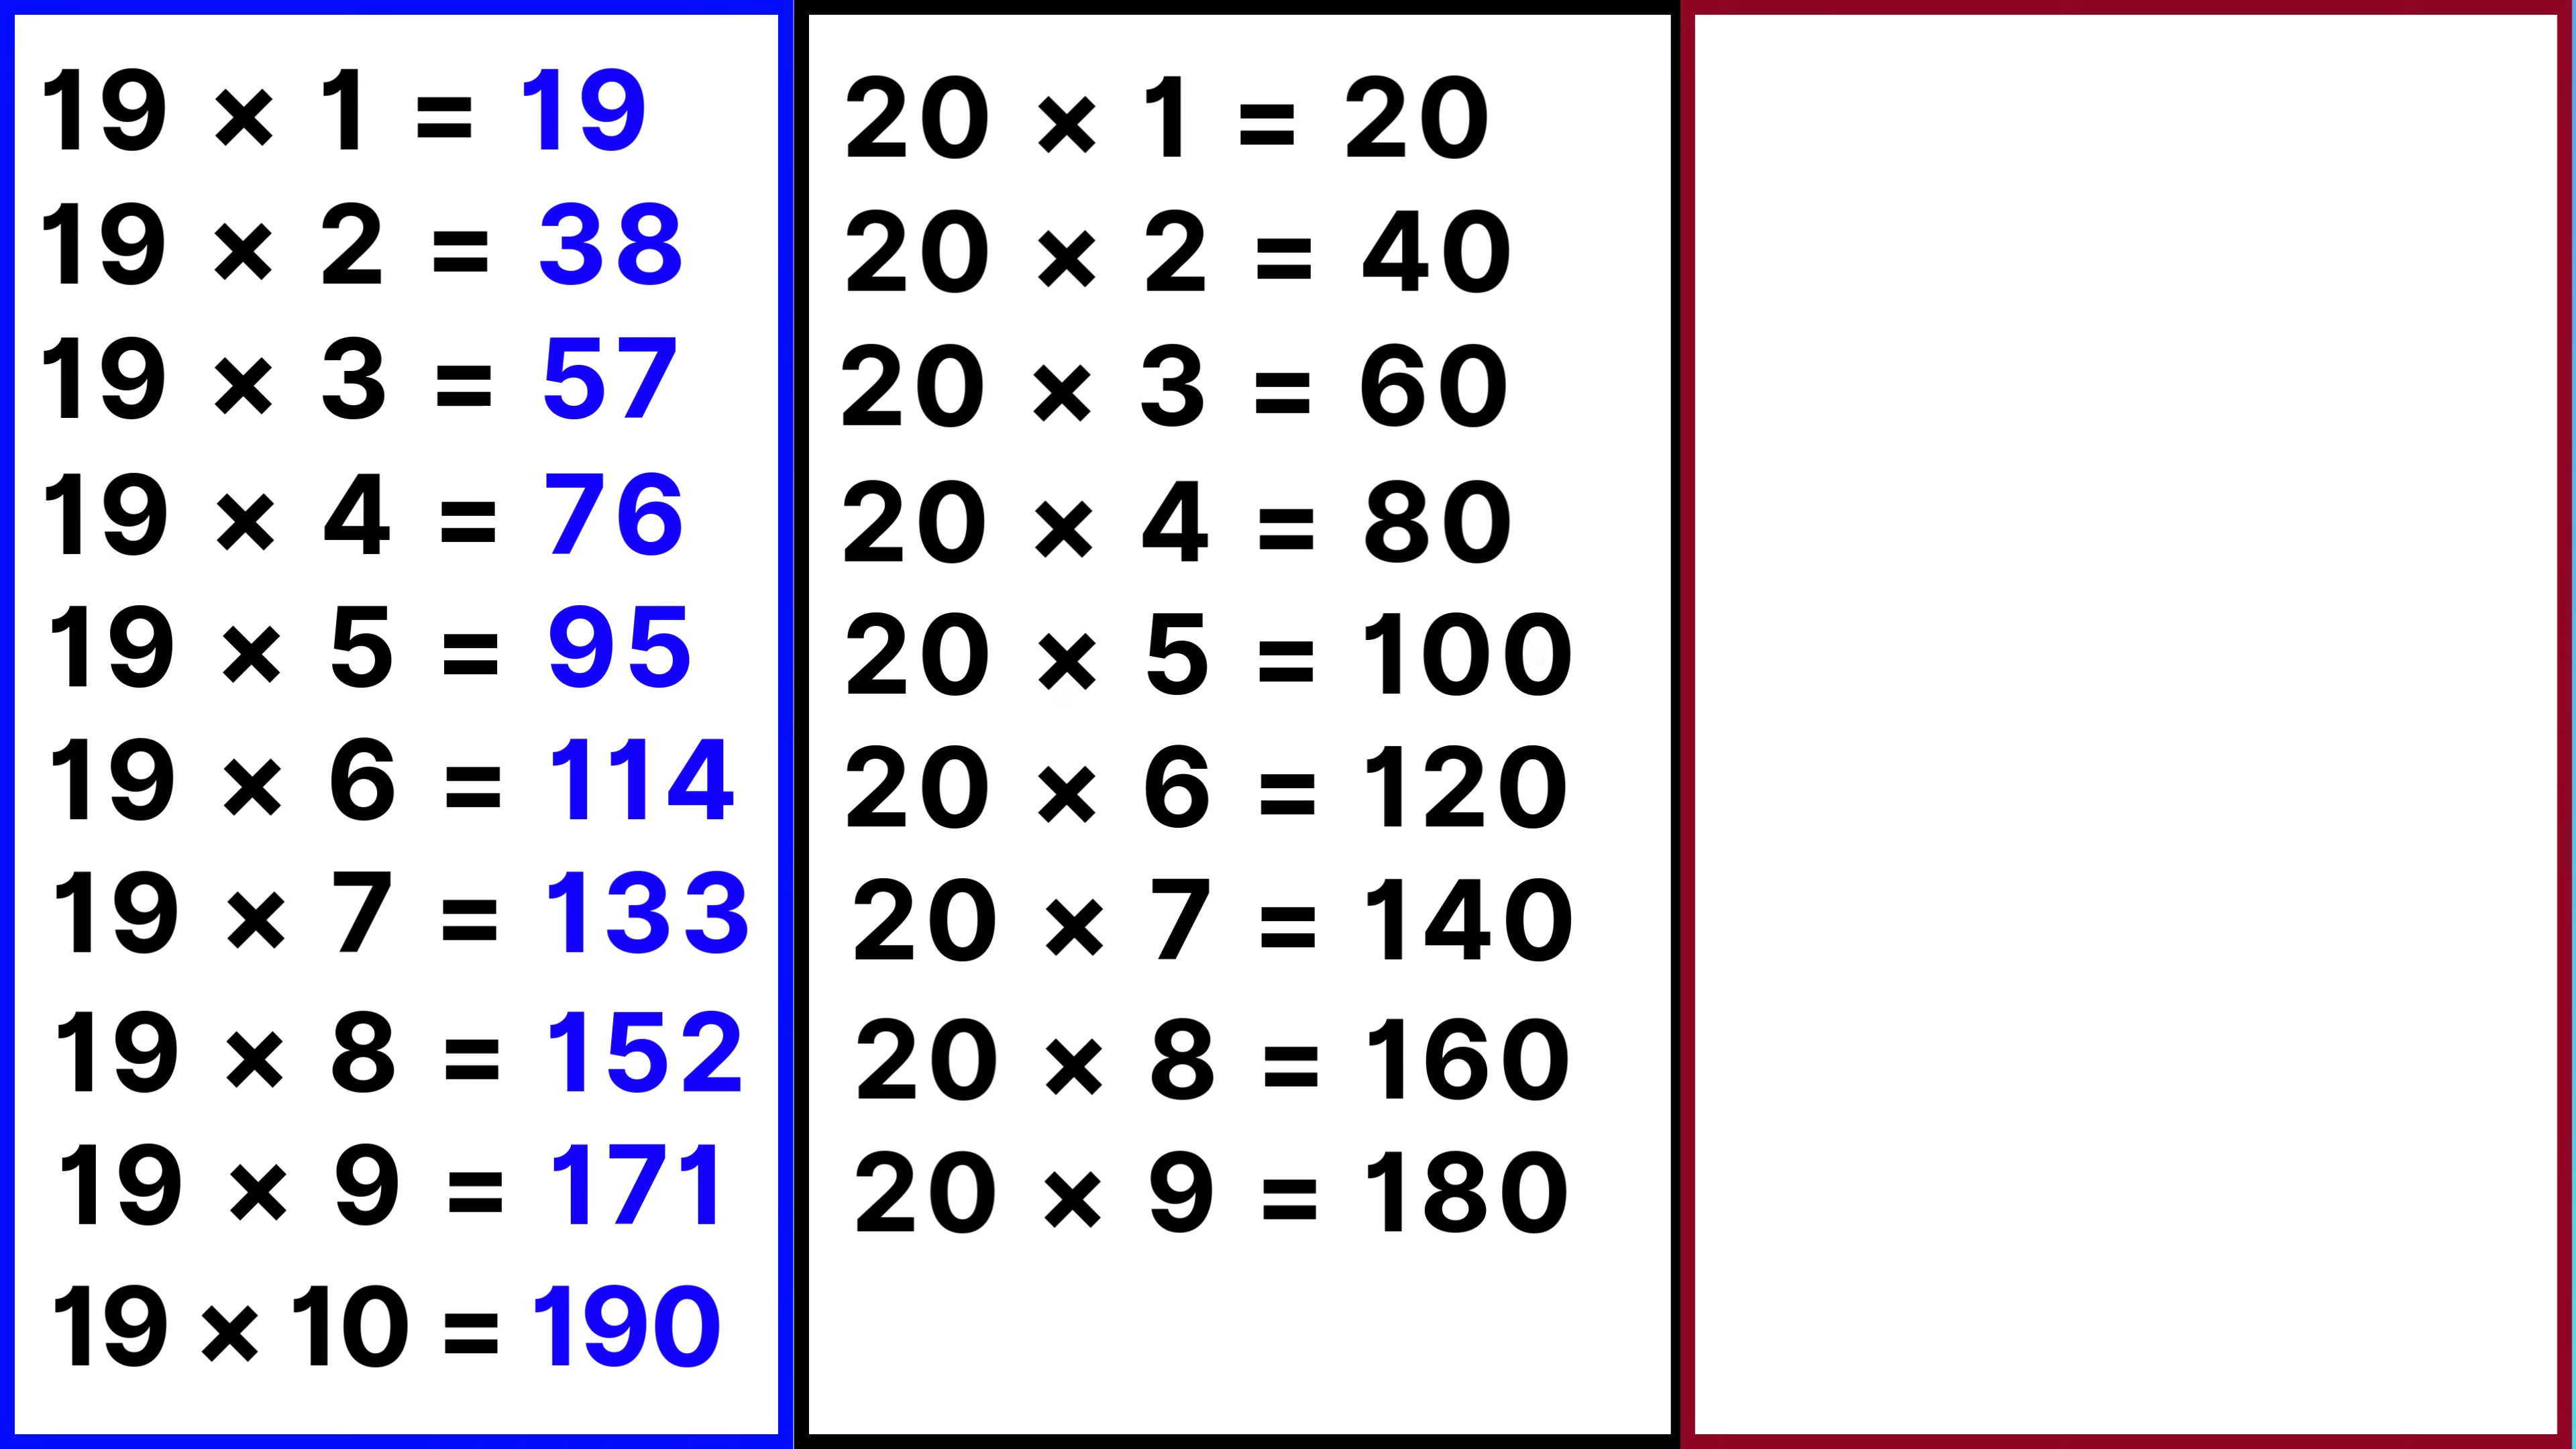 19 × 1 = 19
19 × 2 = 38
19 × 3 = 57
19 × 4 = 76
19 × 5 = 95
19 × 6 = 114
19 × 7 = 133
19 × 8 = 152
19 × 9 = 171
19 × 10 = 190
20 × 1 = 20
20 × 2 = 40
20 × 3 = 60
20 × 4 = 80
20 × 5 = 100
20 × 6 = 120
20 × 7 = 140
20 × 8 = 160
20 × 9 = 180